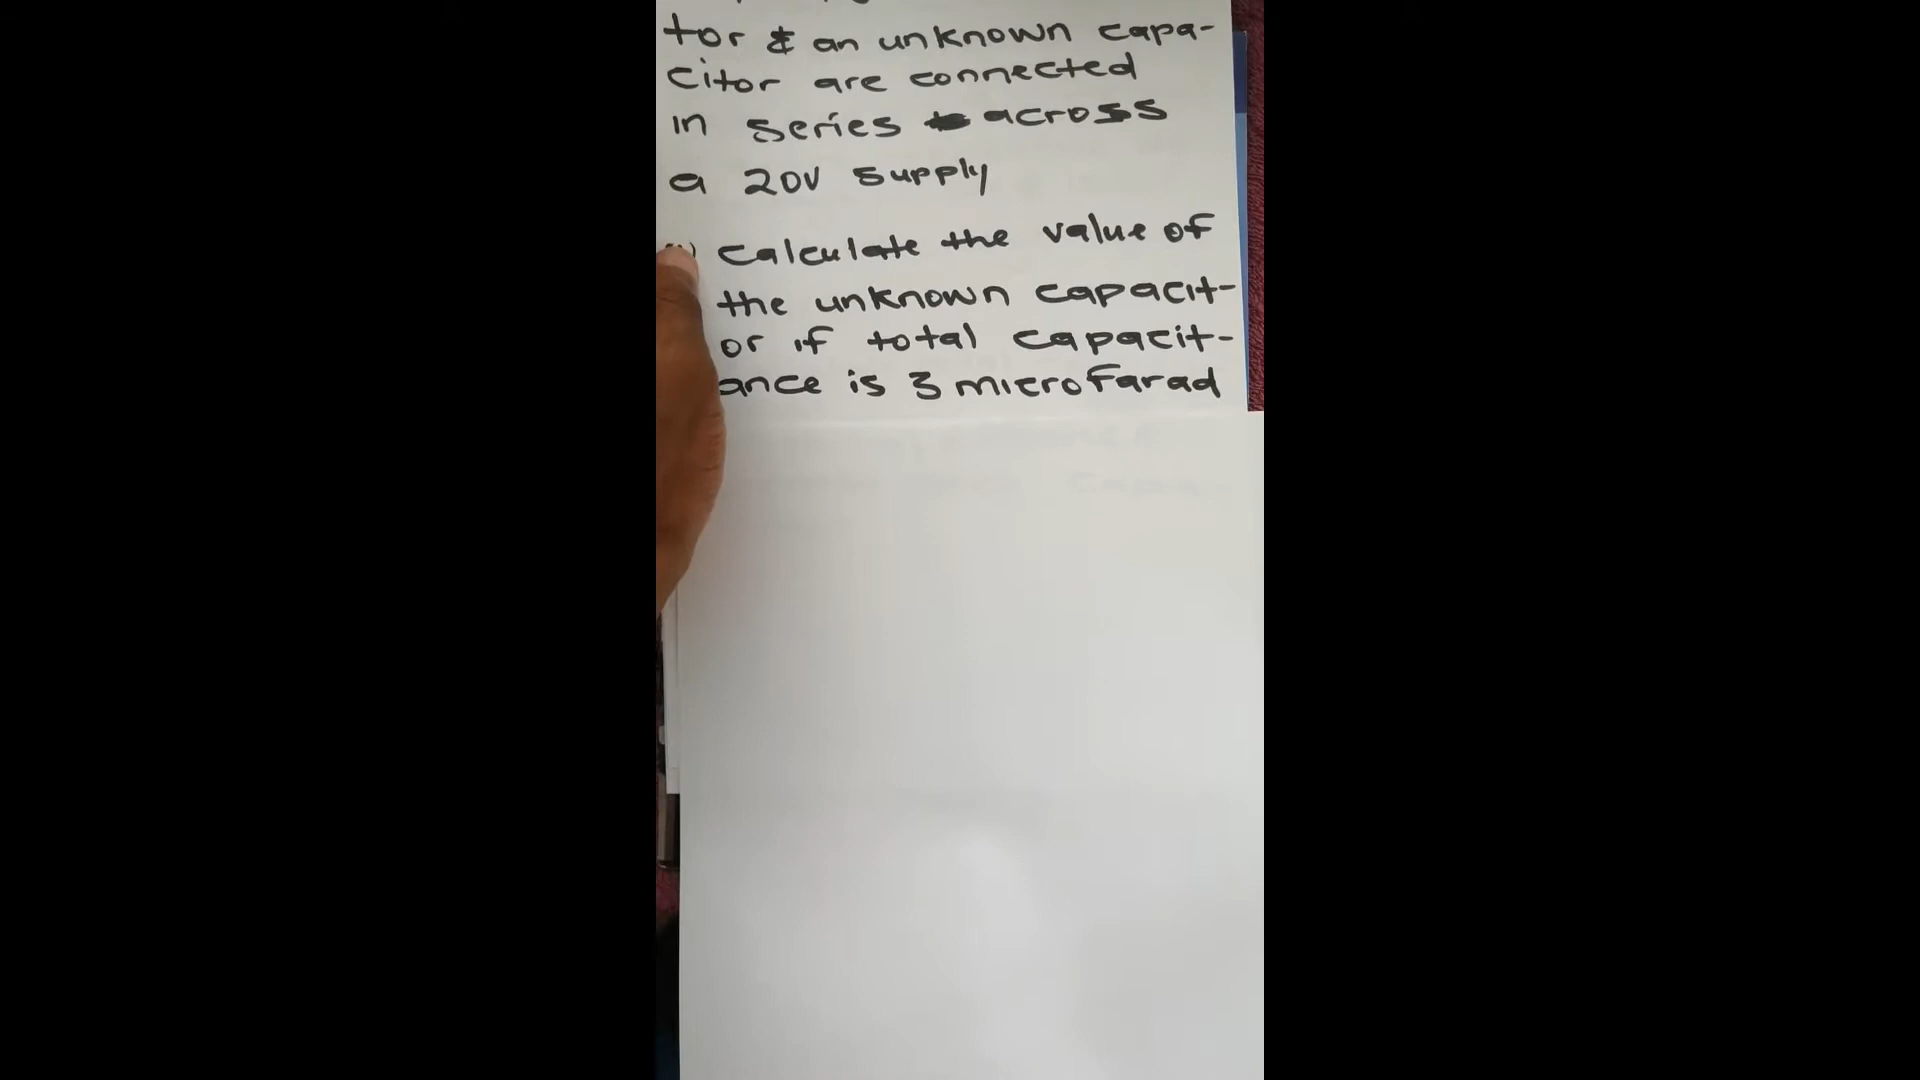 tor & an unknown capa-
citor are connected
in series across
a 20V supply
calculate the value of
the unknown capacit-
or if total capacit-
ance is 3 microfarad